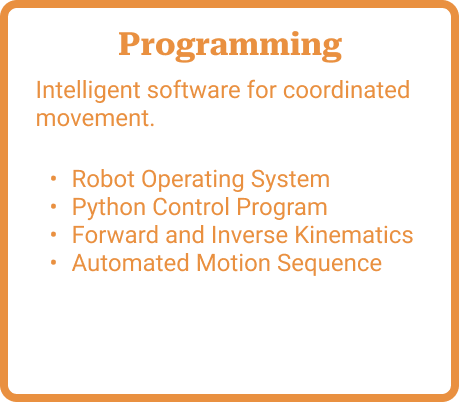 Programming
Intelligent software for coordinated
movement.
• Robot Operating System
• Python Control Program
• Forward and Inverse Kinematics
• Automated Motion Sequence